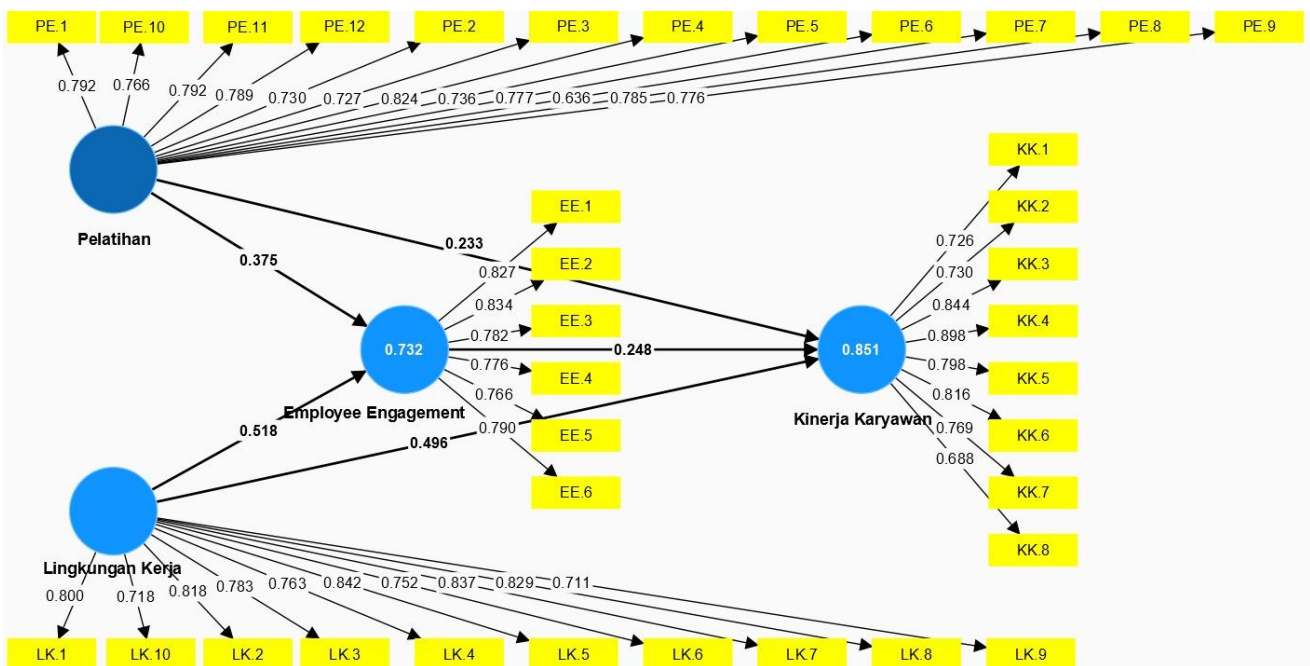 PE.1 PE.10 PE.11 PE.12 PE.2 PE.3 PE.4 PE.5 PE.6 PE.7 PE.8 PE.9
0.792 0.766 0.792 0.789 0.730 0.727 0.824 0.736 0.777 0.636 0.785 0.776
Pelatihan
0.375
0.233
EE.1
EE.2
EE.3
EE.4
EE.5
EE.6
0.827
0.834
0.782
0.776
0.766
0.790
0.732
Employee Engagement
0.248
KK.1
KK.2
KK.3
KK.4
KK.5
KK.6
KK.7
KK.8
0.726
0.730
0.844
0.898
0.798
0.816
0.769
0.688
0.851
Kinerja Karyawan
0.518
0.496
Lingkungan Kerja
0.800 0.718 0.818 0.783 0.763 0.842 0.752 0.837 0.829 0.711
LK.1 LK.10 LK.2 LK.3 LK.4 LK.5 LK.6 LK.7 LK.8 LK.9